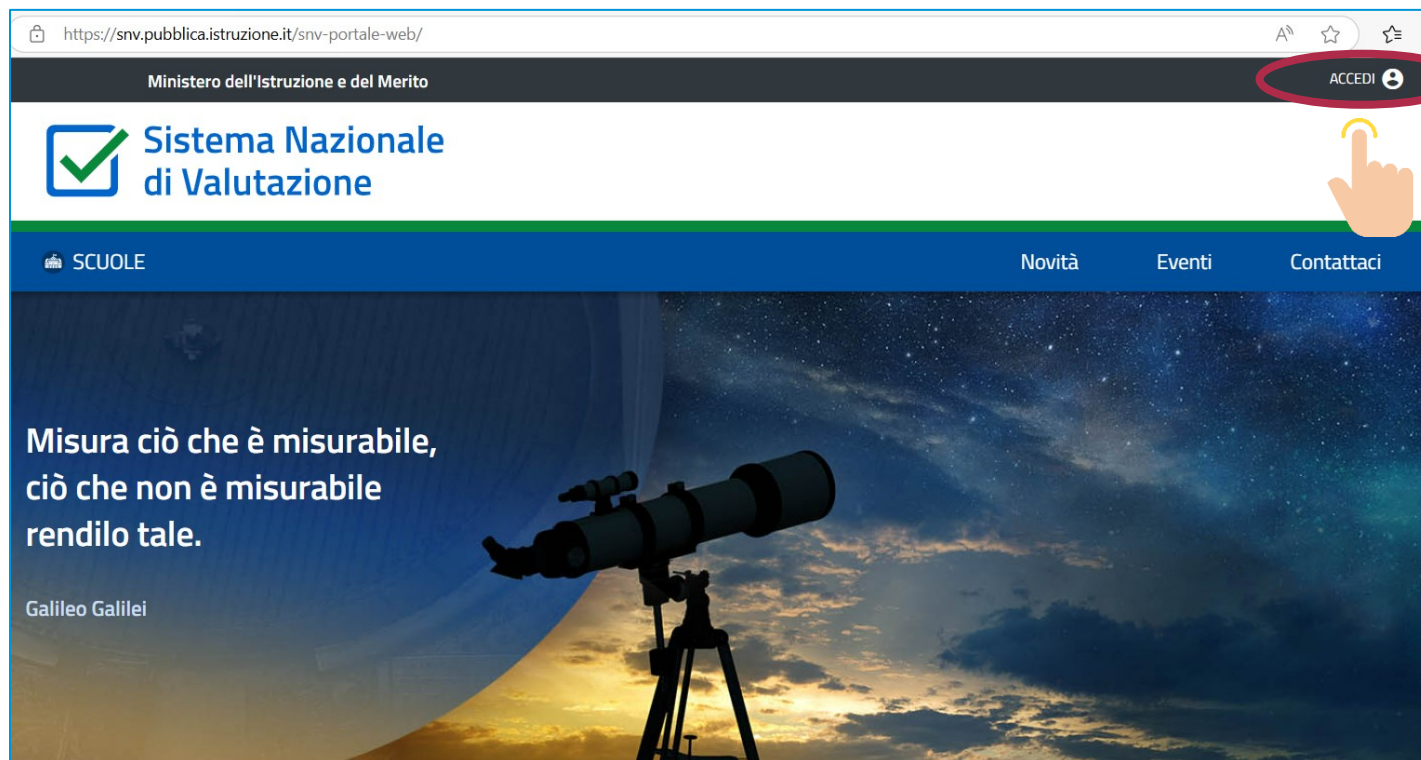 https://snv.pubblica.istruzione.it/snv-portale-web/
Ministero dell'Istruzione e del Merito
ACCEDI
Sistema Nazionale
di Valutazione
SCUOLE
Novità
Eventi
Contattaci
Misura ciò che è misurabile,
ciò che non è misurabile
rendilo tale.
Galileo Galilei